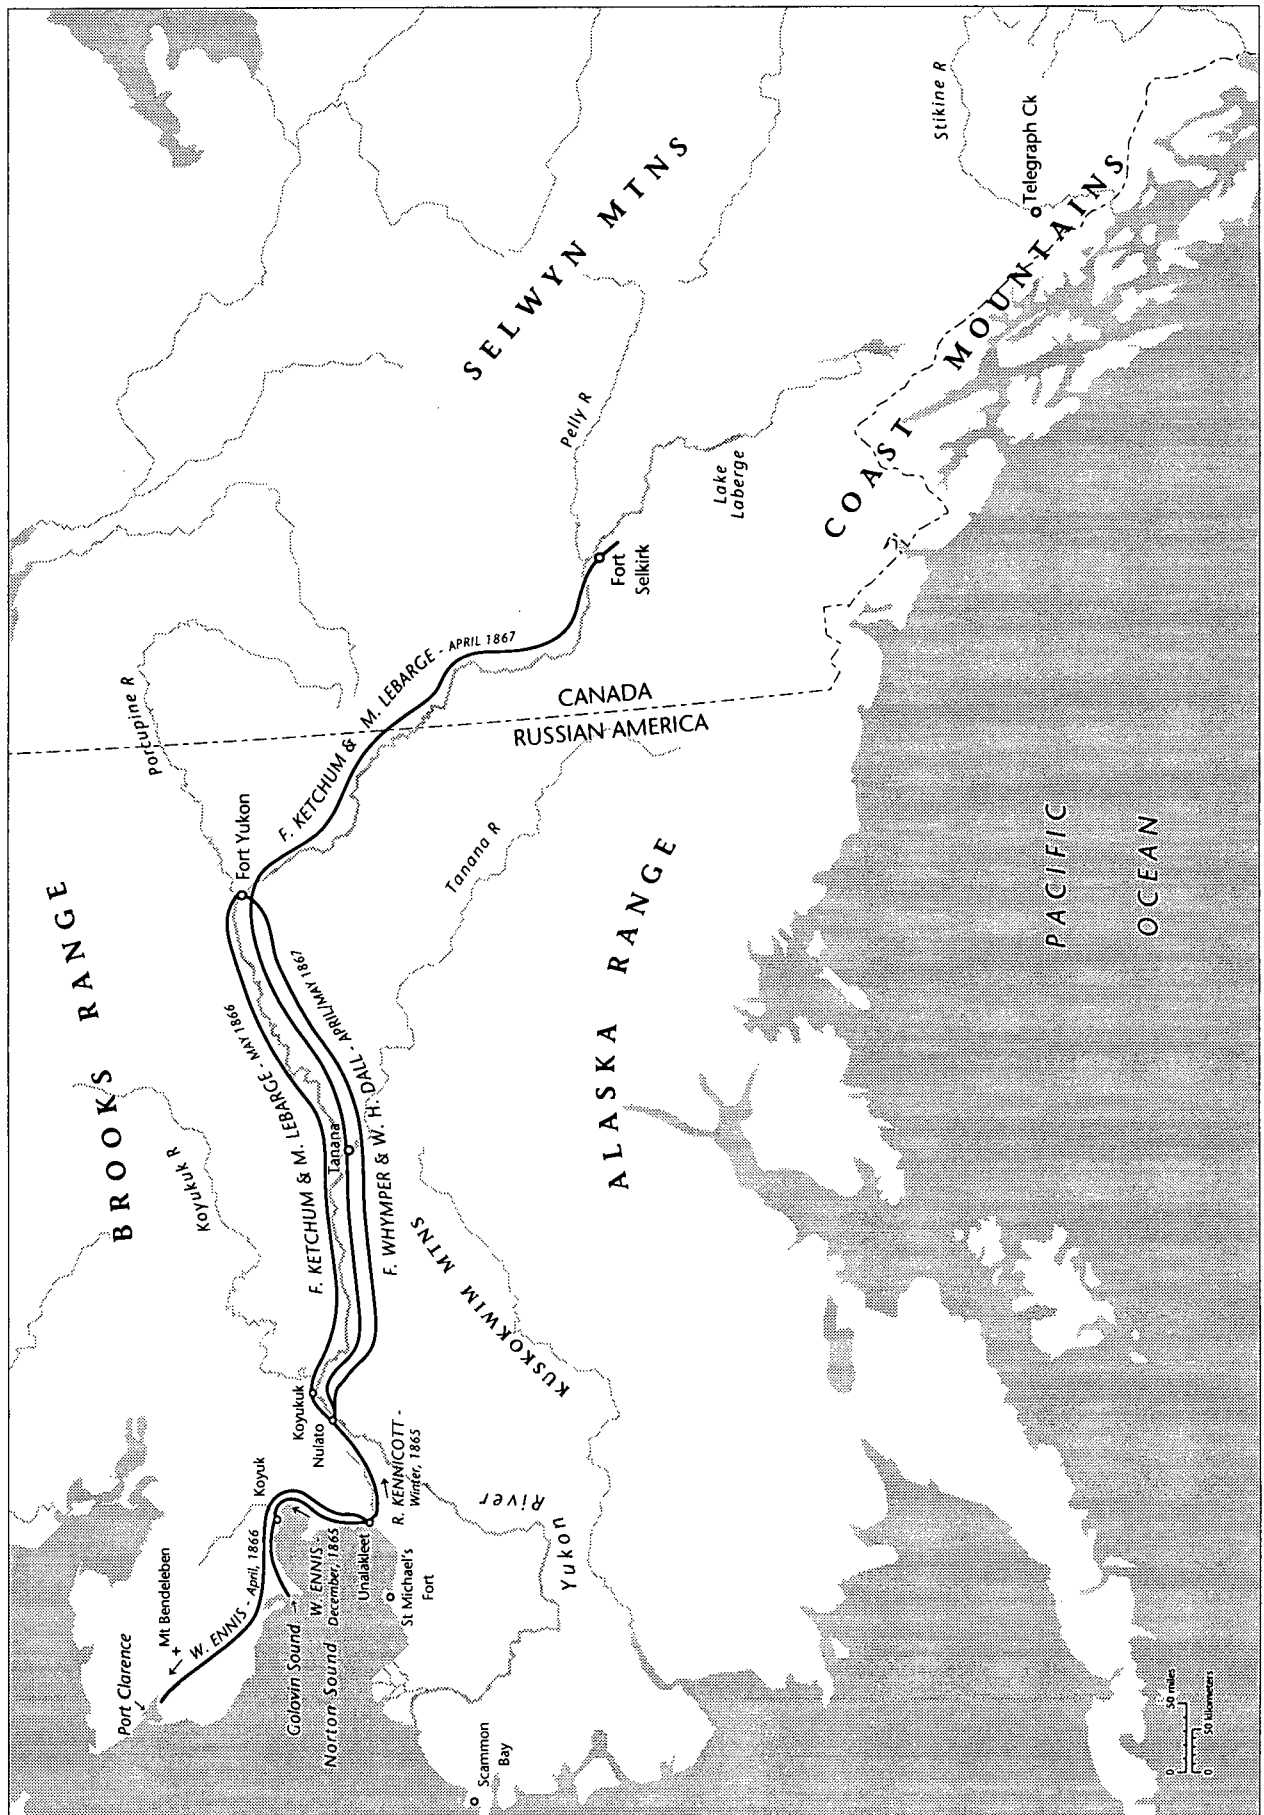 BROOKS RANGE
SELWYN MTNS
COAST MOUNTAINS
ALASKA RANGE
KUSKOKWIM MTNS
PACIFIC
OCEAN
CANADA
RUSSIAN AMERICA
Port Clarence
Mt Bendeleben
W. ENNIS - April, 1866
Koyuk
Golovin Sound
W. ENNIS -
December, 1865
Norton Sound
Unalakleet
St Michael's
Fort
R. KENNICOTT -
Winter, 1865
Scammon
Bay
Yukon
River
Koyukuk
Nulato
Koyukuk R
F. KETCHUM & M. LEBARGE - MAY 1866
Tanana
F. WHYMPER & W. H. DALL - APRIL/MAY 1867
Fort Yukon
Porcupine R
Tanana R
F. KETCHUM & M. LEBARGE - APRIL 1867
Fort
Selkirk
Pelly R
Lake
Laberge
Stikine R
Telegraph Ck
0 50 miles
0 50 kilometers